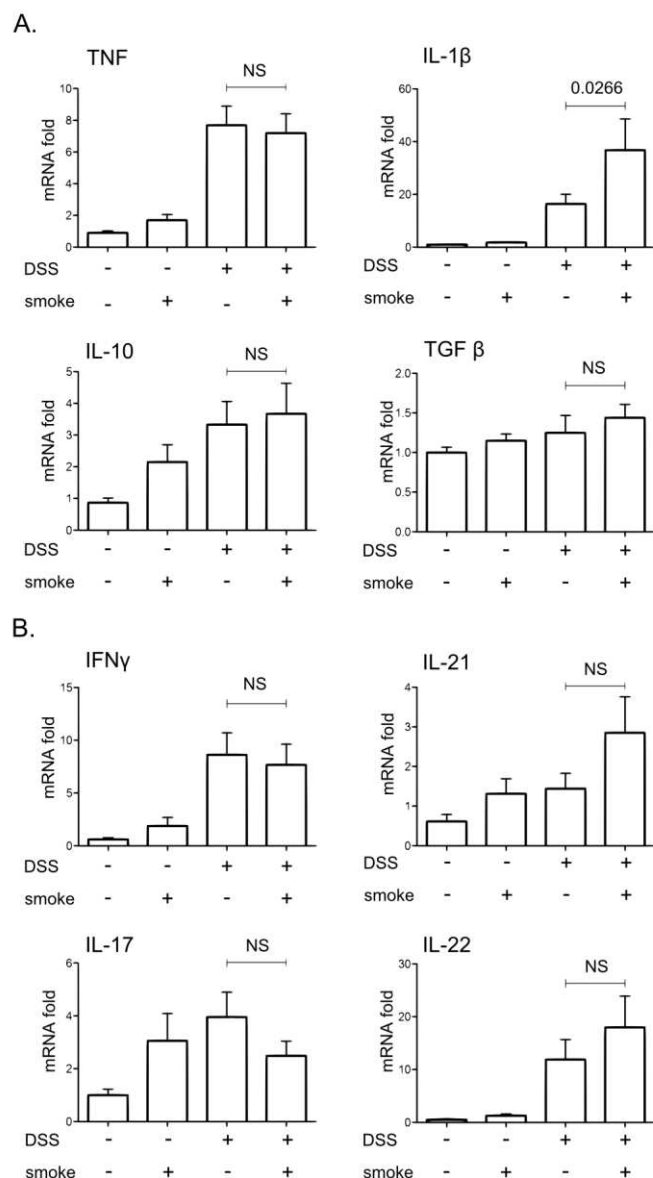 A.
TNF
NS
mRNA fold
10
8
6
4
2
0
DSS - - + +
smoke - + - +
IL-1β
0.0266
mRNA fold
60
40
20
0
DSS - - + +
smoke - + - +
IL-10
NS
mRNA fold
5
4
3
2
1
0
DSS - - + +
smoke - + - +
TGF β
NS
mRNA fold
2.0
1.5
1.0
0.5
0.0
DSS - - + +
smoke - + - +
B.
IFNγ
NS
mRNA fold
15
10
5
0
DSS - - + +
smoke - + - +
IL-21
NS
mRNA fold
4
3
2
1
0
DSS - - + +
smoke - + - +
IL-17
NS
mRNA fold
6
4
2
0
DSS - - + +
smoke - + - +
IL-22
NS
mRNA fold
30
20
10
0
DSS - - + +
smoke - + - +